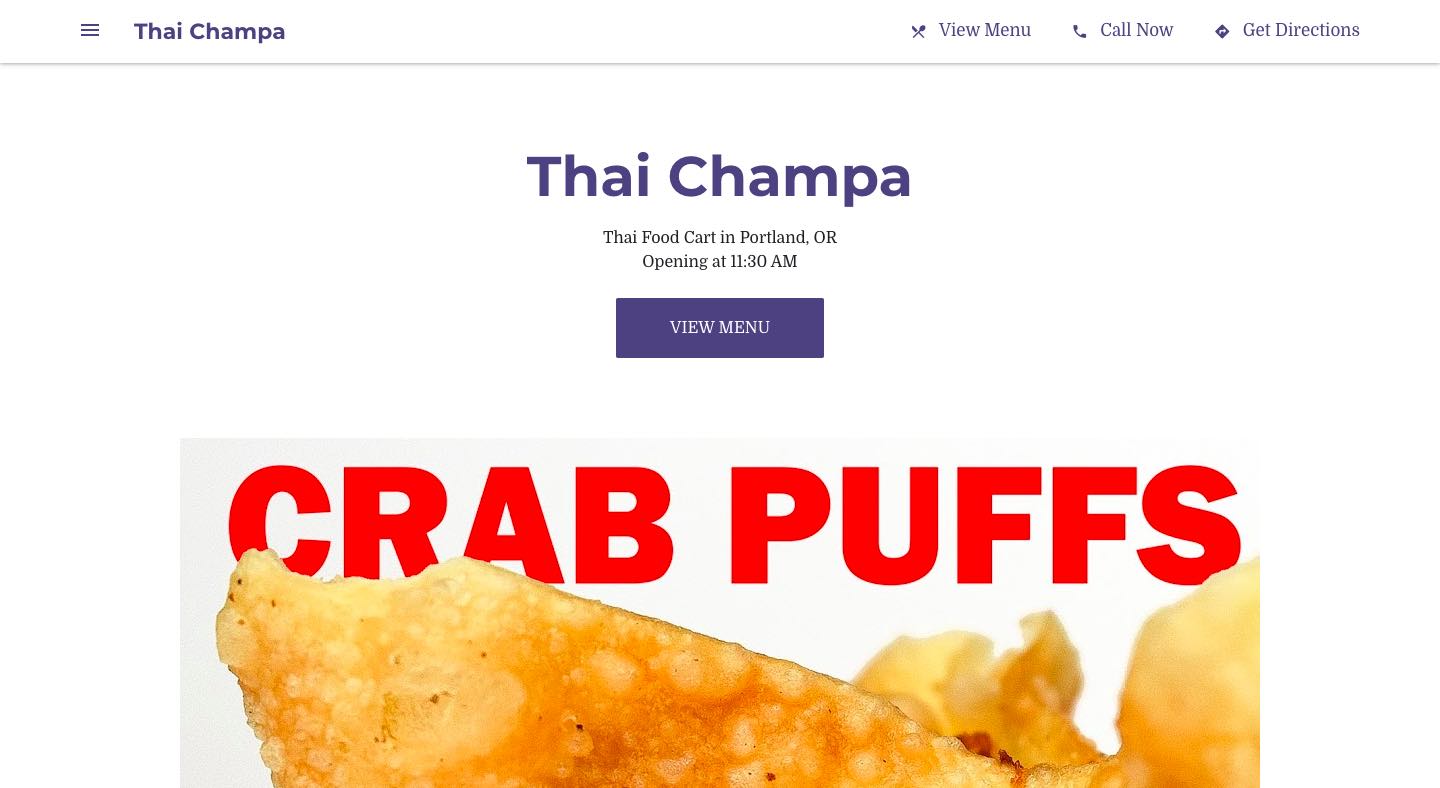 Thai Champa
View Menu
Call Now
Get Directions
Thai Champa
Thai Food Cart in Portland, OR
Opening at 11:30 AM
VIEW MENU
CRAB PUFFS